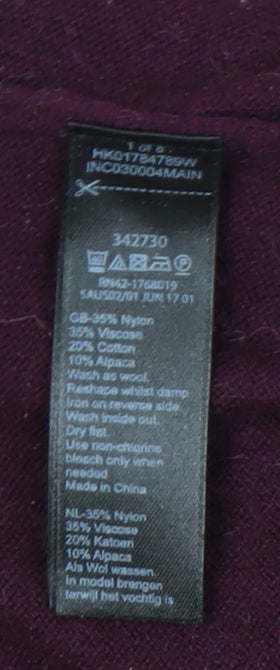 1 of 8
HK01784789W
INC030004MAIN
342730
40 P
RN42-1768019
SAUS02/01 JUN 17 01
GB-35% Nylon
35% Viscose
20% Cotton
10% Alpaca
Wash as wool.
Reshape whilst damp
Iron on reverse side.
Wash inside out.
Dry flat.
Use non-chlorine
bleach only when
needed
Made in China
NL-35% Nylon
35% Viscose
20% Katoen
10% Alpaca
Als Wol wassen.
In model brengen
terwijl het vochtig is